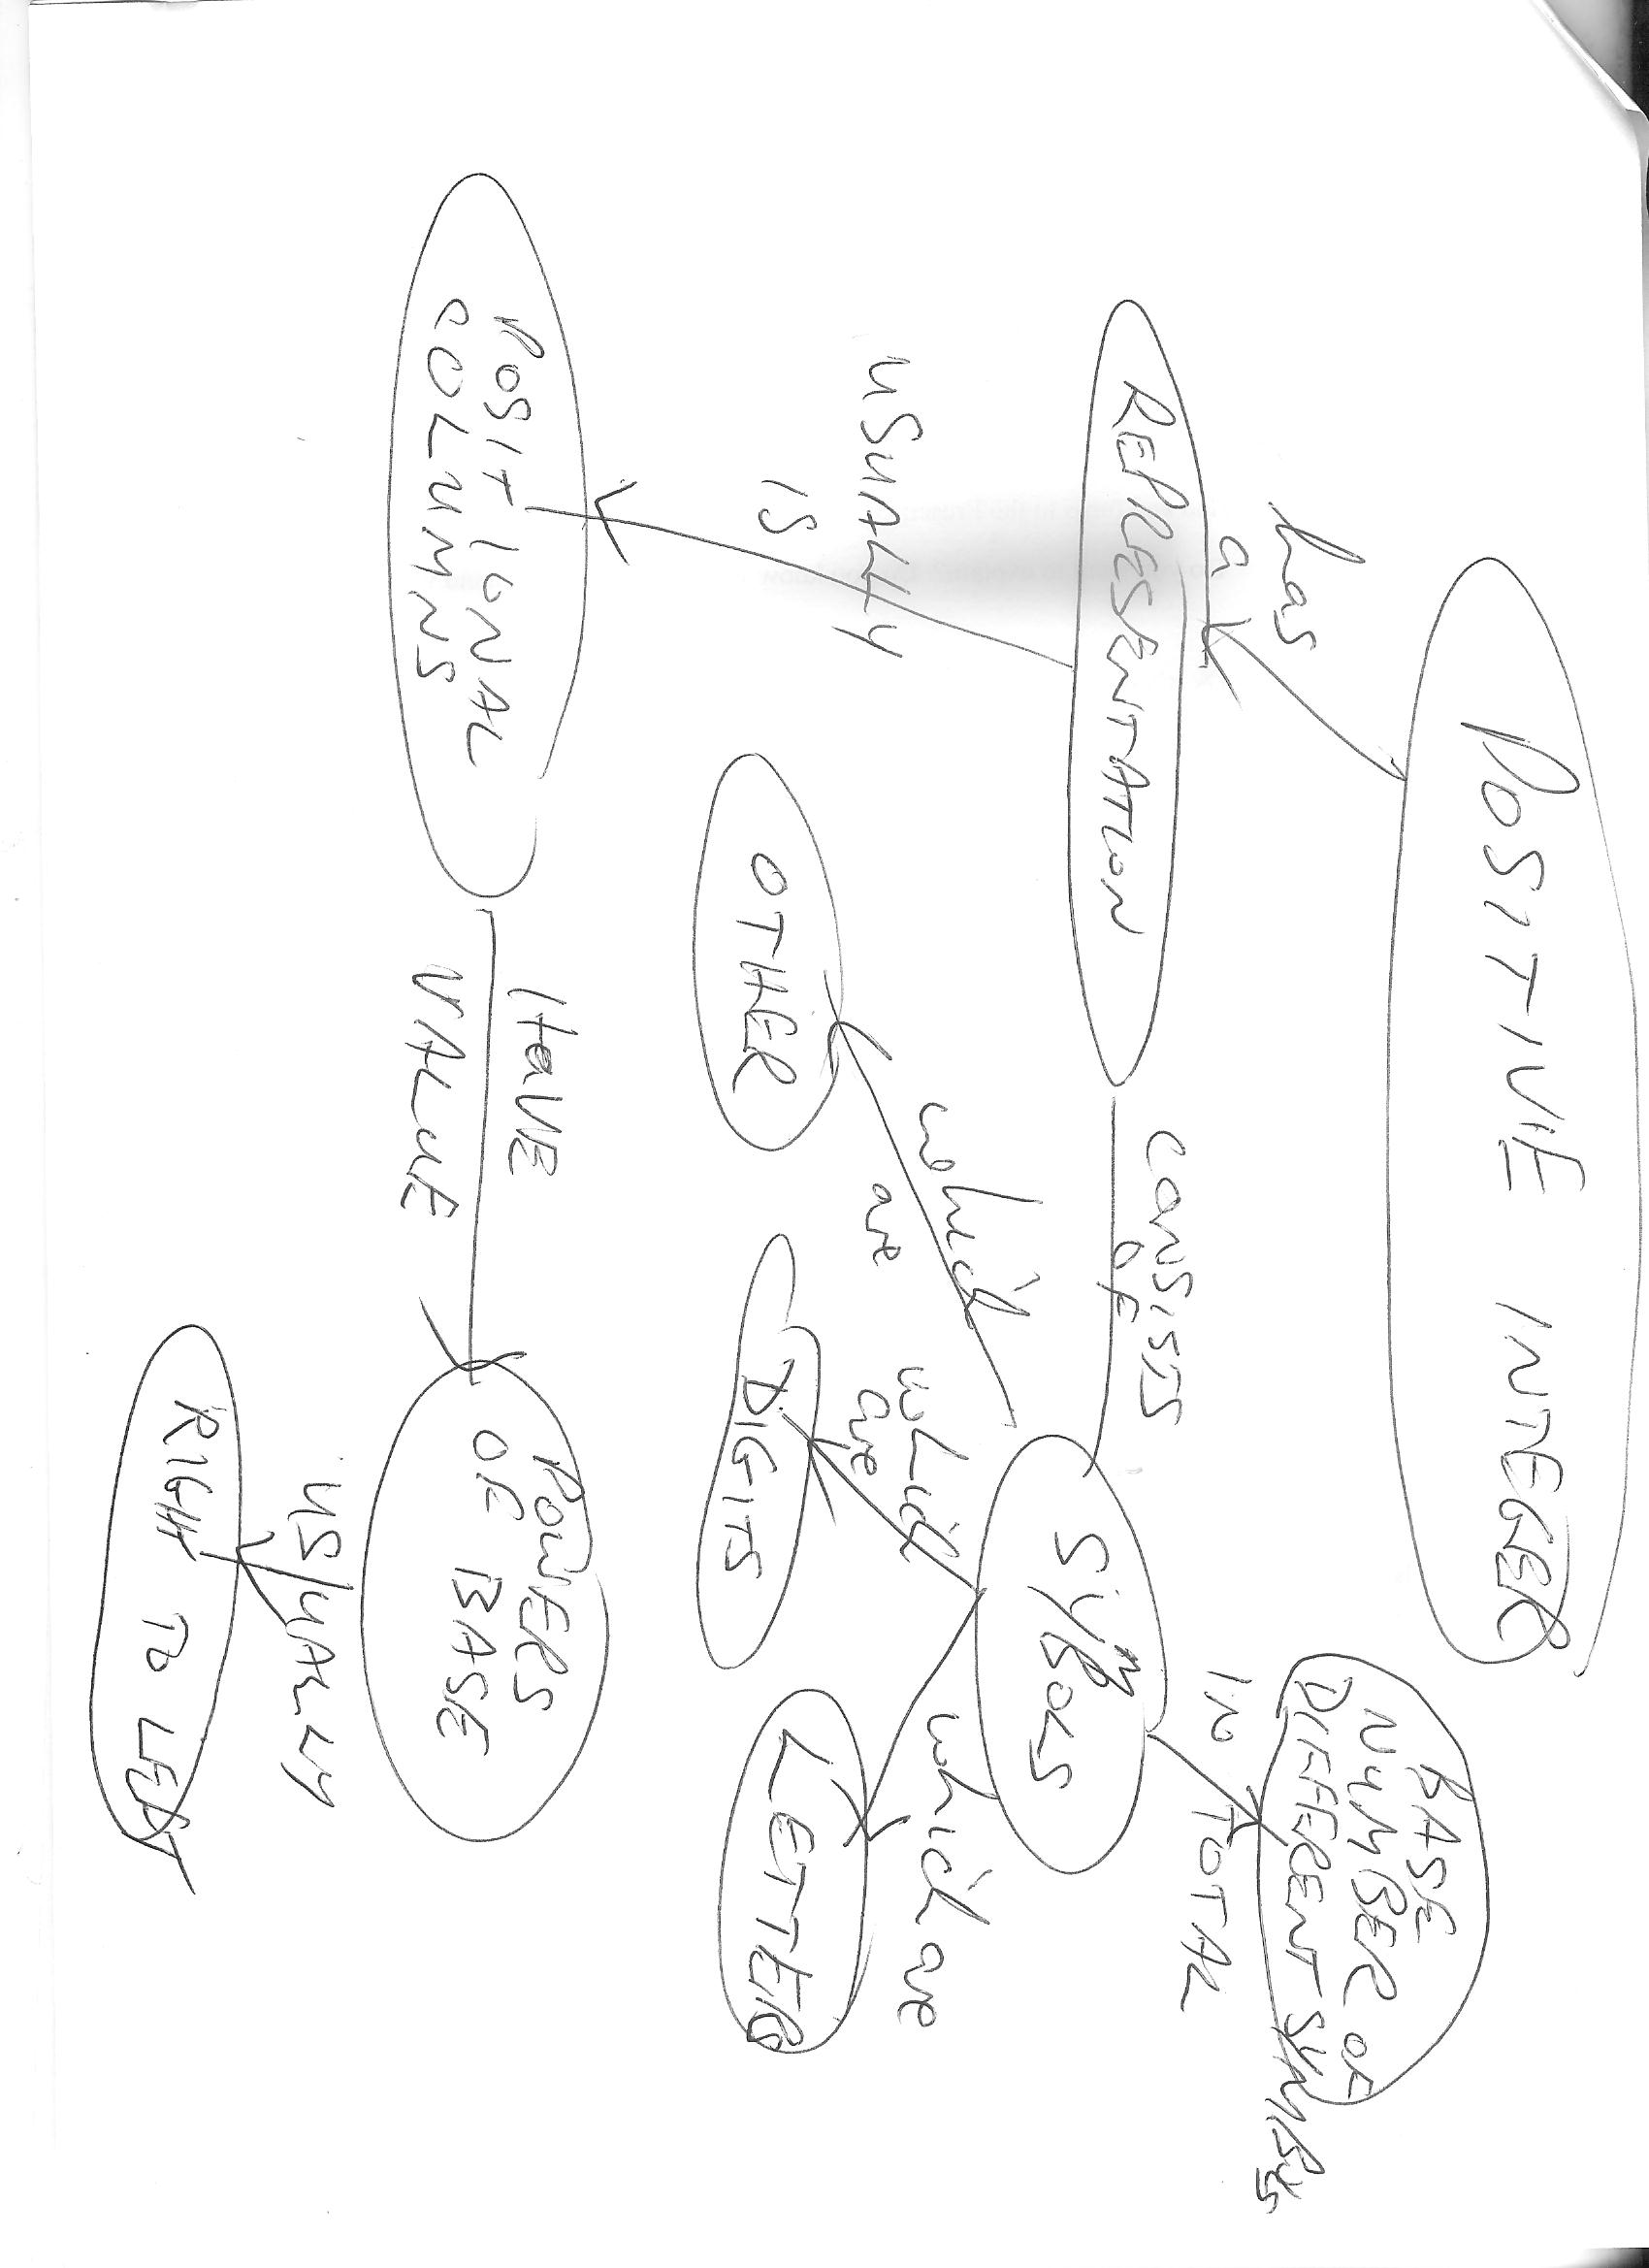 POSITIVE INTEGER
has
a
REPRESENTATION
CONSISTS
OF
SYMBOLS
IN TOTAL
BASE
NUMBER OF
DIFFERENT SYMBOLS
USUALLY
IS
which
are
OTHER
which
are
DIGITS
which are
LETTERS
POSITIONAL
COLUMNS
HAVE
VALUE
POWERS
OF BASE
USUALLY
RIGHT TO LEFT